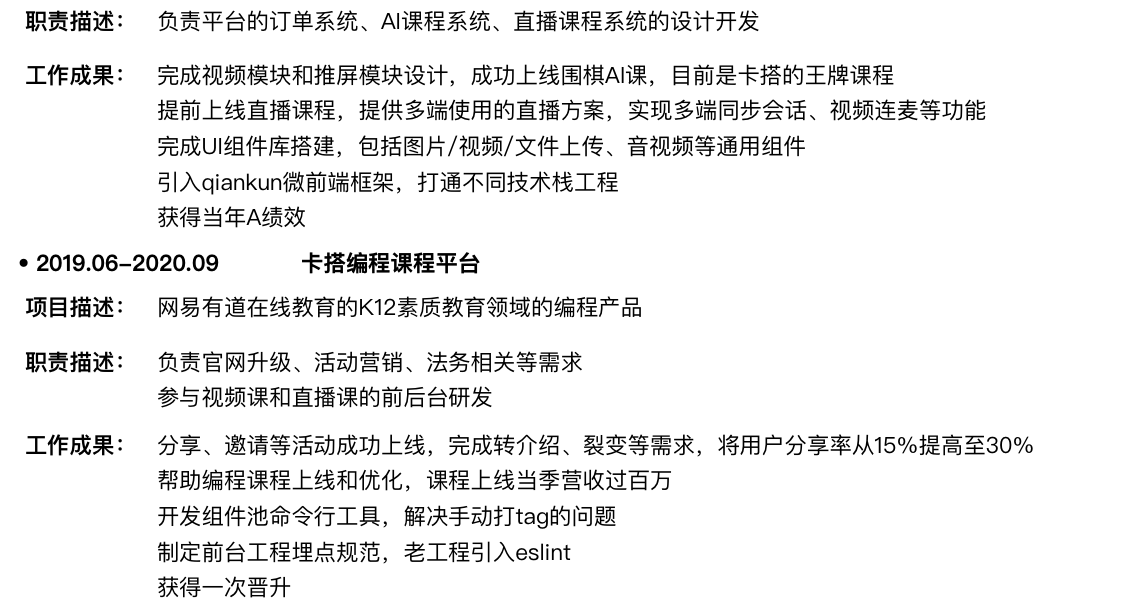 职责描述： 负责平台的订单系统、AI课程系统、直播课程系统的设计开发
工作成果： 完成视频模块和推屏模块设计，成功上线围棋AI课，目前是卡搭的王牌课程
提前上线直播课程，提供多端使用的直播方案，实现多端同步会话、视频连麦等功能
完成UI组件库搭建，包括图片/视频/文件上传、音视频等通用组件
引入qiankun微前端框架，打通不同技术栈工程
获得当年A绩效
• 2019.06–2020.09 卡搭编程课程平台
项目描述： 网易有道在线教育的K12素质教育领域的编程产品
职责描述： 负责官网升级、活动营销、法务相关等需求
参与视频课和直播课的前后台研发
工作成果： 分享、邀请等活动成功上线，完成转介绍、裂变等需求，将用户分享率从15%提高至30%
帮助编程课程上线和优化，课程上线当季营收过百万
开发组件池命令行工具，解决手动打tag的问题
制定前台工程埋点规范，老工程引入eslint
获得一次晋升